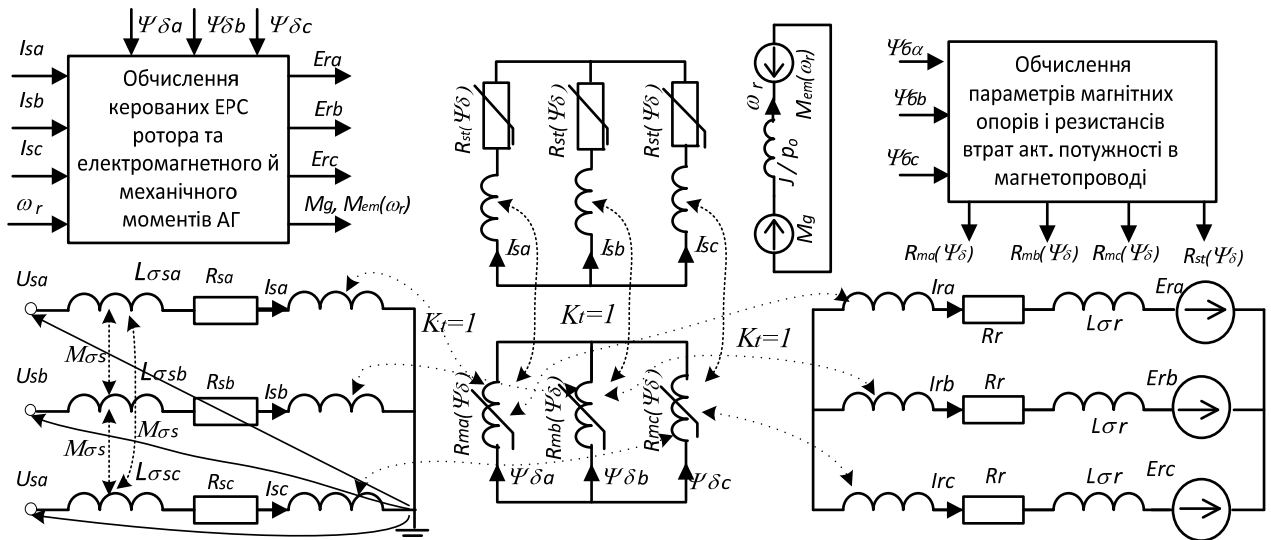 Ψδa Ψδb Ψδc
Isa
Isb
Isc
ωr
Обчислення
керованих ЕРС
ротора та
електромагнетного й
механічного
моментів АГ
Era
Erb
Erc
Mg, Mem(ωr)
Rst(Ψδ)
Rst(Ψδ)
Rst(Ψδ)
Isa
Isb
Isc
ωr
Mem(ωr)
J / p₀
Mg
Ψбα
Ψбb
Ψбc
Обчислення
параметрів магнітних
опорів і резистансів
втрат акт. потужності в
магнетопроводі
Rma(Ψδ) Rmb(Ψδ) Rmc(Ψδ) Rst(Ψδ)
Usa
Lσsa
Rsa
Isa
Mσs
Usb
Lσsb
Rsb
Isb
Mσs
Mσs
Usa
Lσsc
Rsc
Isc
Kt=1
Kt=1
Kt=1
Rma(Ψδ)
Rmb(Ψδ)
Rmc(Ψδ)
Ψδa
Ψδb
Ψδc
Ira
Rr
Lσr
Era
Irb
Rr
Lσr
Erb
Irc
Rr
Lσr
Erc